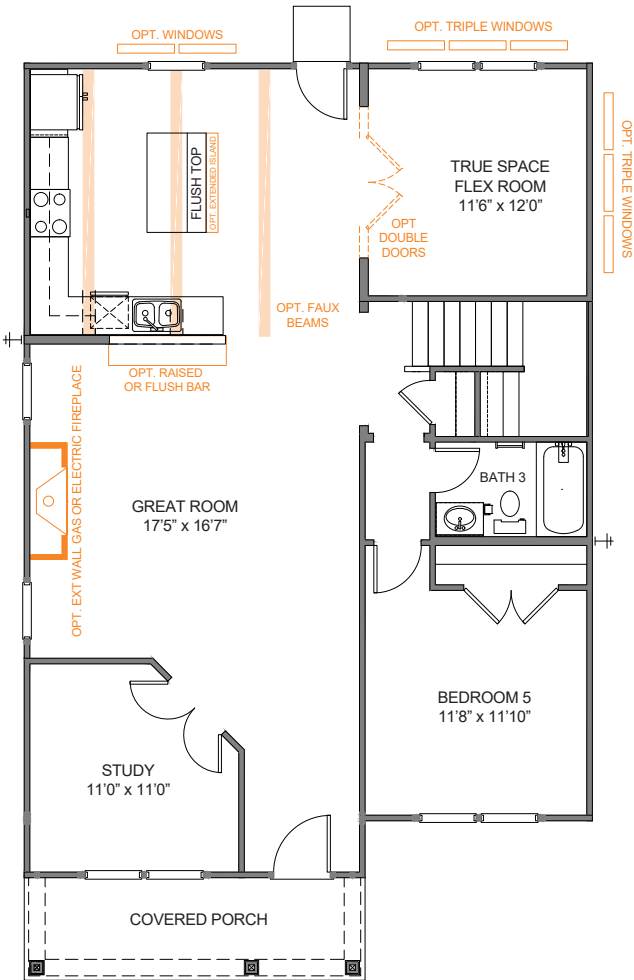 OPT. WINDOWS
OPT. TRIPLE WINDOWS
OPT. TRIPLE WINDOWS
FLUSH TOP
OPT. EXTENDED ISLAND
TRUE SPACE
FLEX ROOM
11'6” x 12'0”
OPT
DOUBLE
DOORS
OPT. FAUX
BEAMS
OPT. RAISED
OR FLUSH BAR
OPT. EXT WALL GAS OR ELECTRIC FIREPLACE
GREAT ROOM
17'5” x 16'7”
BATH 3
BEDROOM 5
11'8” x 11'10”
STUDY
11'0” x 11'0”
COVERED PORCH